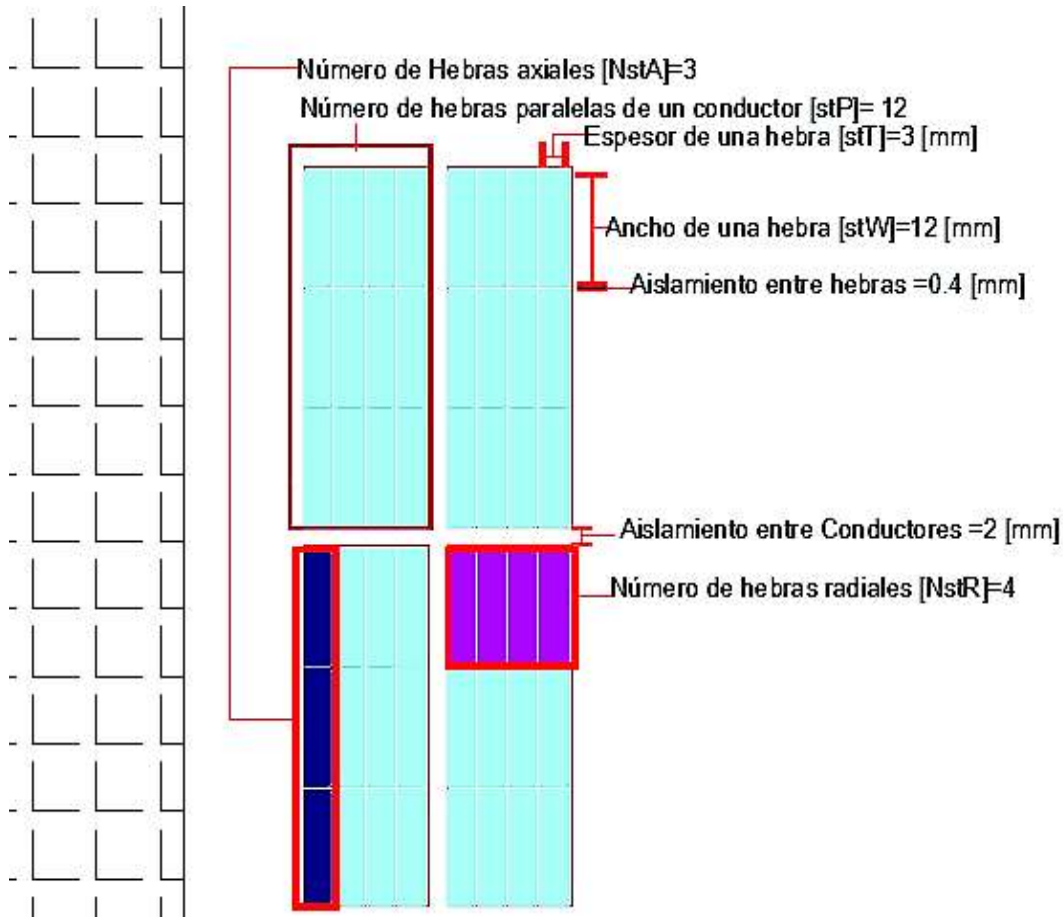 Número de Hebras axiales [NstA]=3
Número de hebras paralelas de un conductor [stP]= 12
Espesor de una hebra [stT]=3 [mm]
Ancho de una hebra [stW]=12 [mm]
Aislamiento entre hebras =0.4 [mm]
Aislamiento entre Conductores =2 [mm]
Número de hebras radiales [NstR]=4